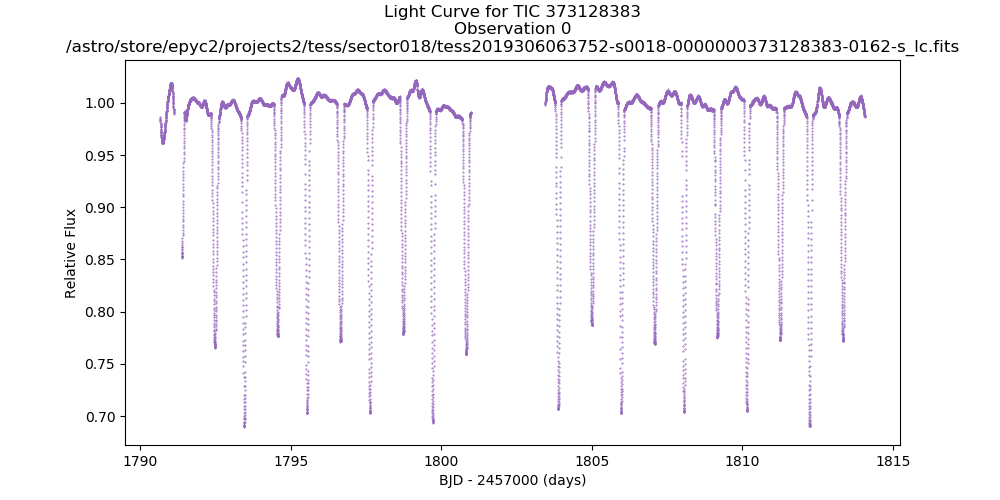 Light Curve for TIC 373128383
Observation 0
/astro/store/epyc2/projects2/tess/sector018/tess2019306063752-s0018-0000000373128383-0162-s_lc.fits
Relative Flux
1.00
0.95
0.90
0.85
0.80
0.75
0.70
1790 1795 1800 1805 1810 1815
BJD - 2457000 (days)